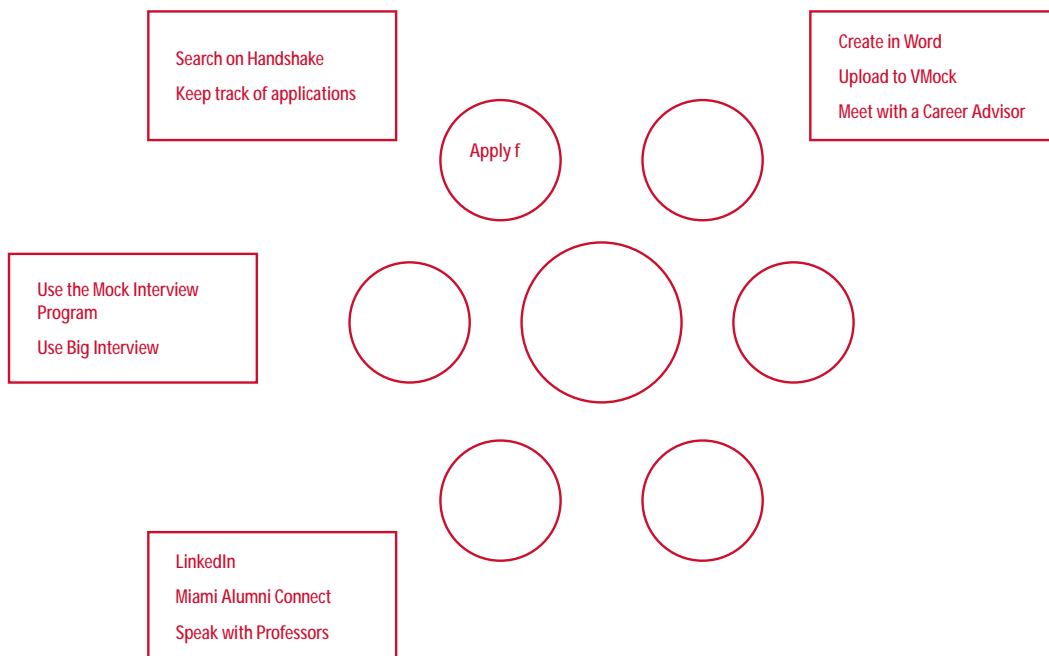 Search on Handshake
Keep track of applications
Create in Word
Upload to VMock
Meet with a Career Advisor
Apply f
Use the Mock Interview
Program
Use Big Interview
LinkedIn
Miami Alumni Connect
Speak with Professors